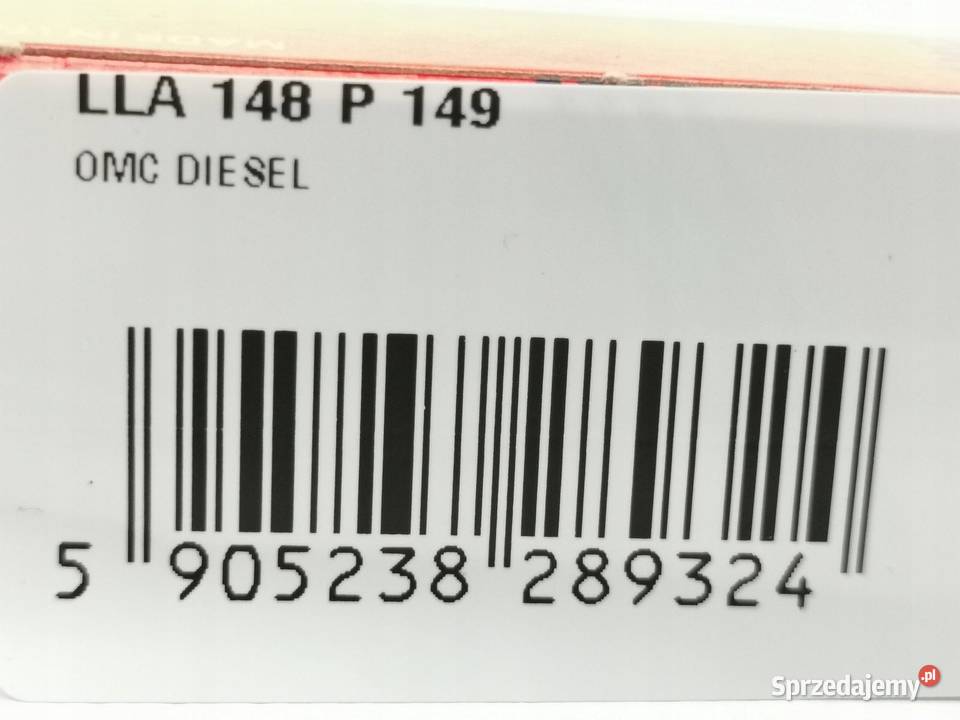 LLA 148 P 149
OMC DIESEL
5 905238 289324
Sprzedajemy.pl